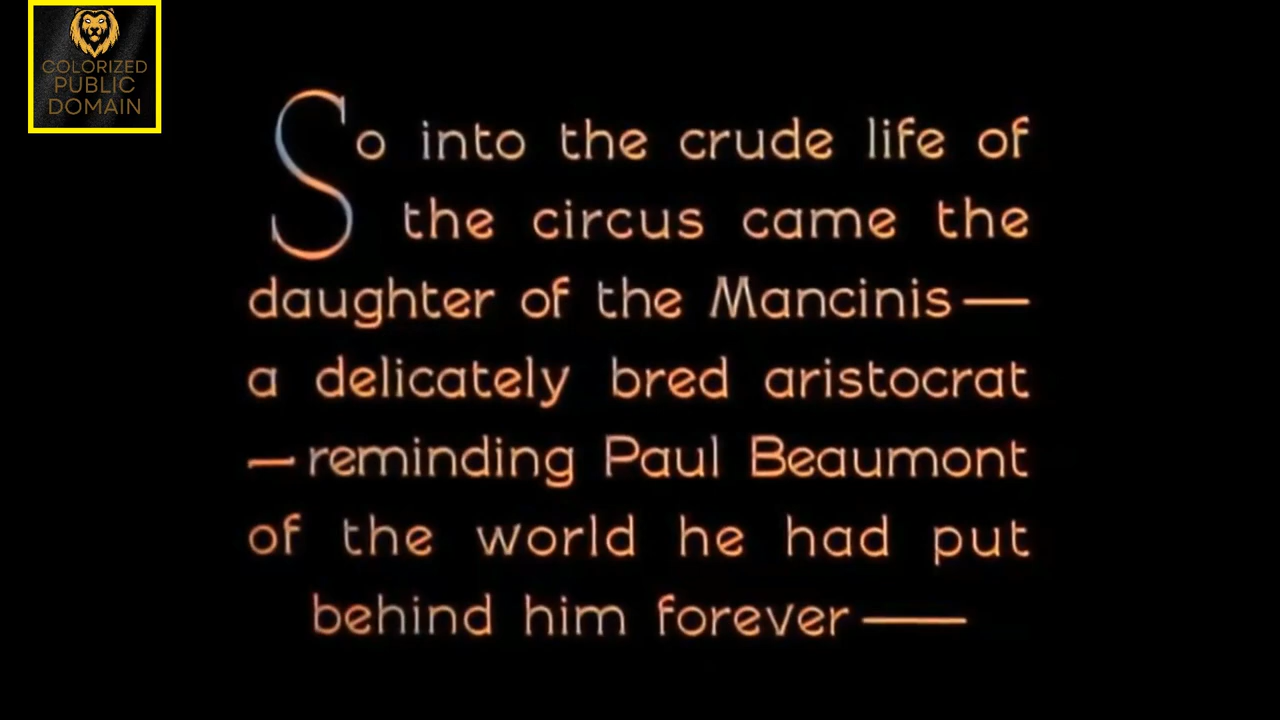 COLORIZED
PUBLIC
DOMAIN
So into the crude life of
the circus came the
daughter of the Mancinis—
a delicately bred aristocrat
—reminding Paul Beaumont
of the world he had put
behind him forever——